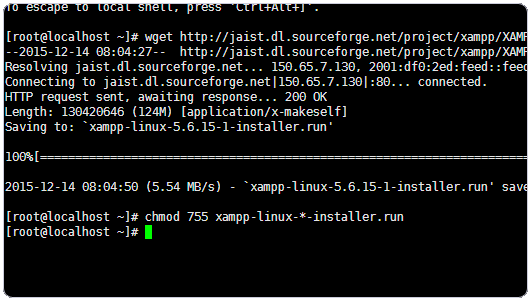 To escape to local shell, press 'Ctrl+Alt+]'.
[root@localhost ~]# wget http://jaist.dl.sourceforge.net/project/xampp/XAMP
--2015-12-14 08:04:27-- http://jaist.dl.sourceforge.net/project/xampp/XAMP
Resolving jaist.dl.sourceforge.net... 150.65.7.130, 2001:df0:2ed:feed::feed
Connecting to jaist.dl.sourceforge.net|150.65.7.130|:80... connected.
HTTP request sent, awaiting response... 200 OK
Length: 130420646 (124M) [application/x-makeself]
Saving to: `xampp-linux-5.6.15-1-installer.run'
100%[======================================================================
2015-12-14 08:04:50 (5.54 MB/s) - `xampp-linux-5.6.15-1-installer.run' save
[root@localhost ~]# chmod 755 xampp-linux-*-installer.run
[root@localhost ~]#